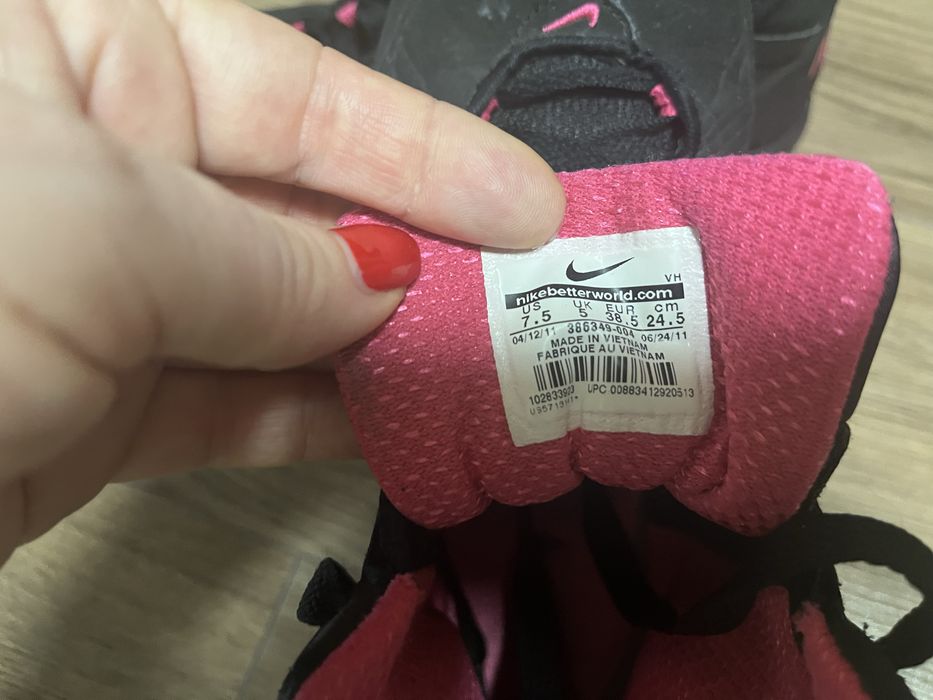 VH
nikebetterworld.com
US UK EUR cm
7.5 5 38.5 24.5
04/12/11 386349-004 06/24/11
MADE IN VIETNAM
FABRIQUE AU VIETNAM
UPC 00883412920513